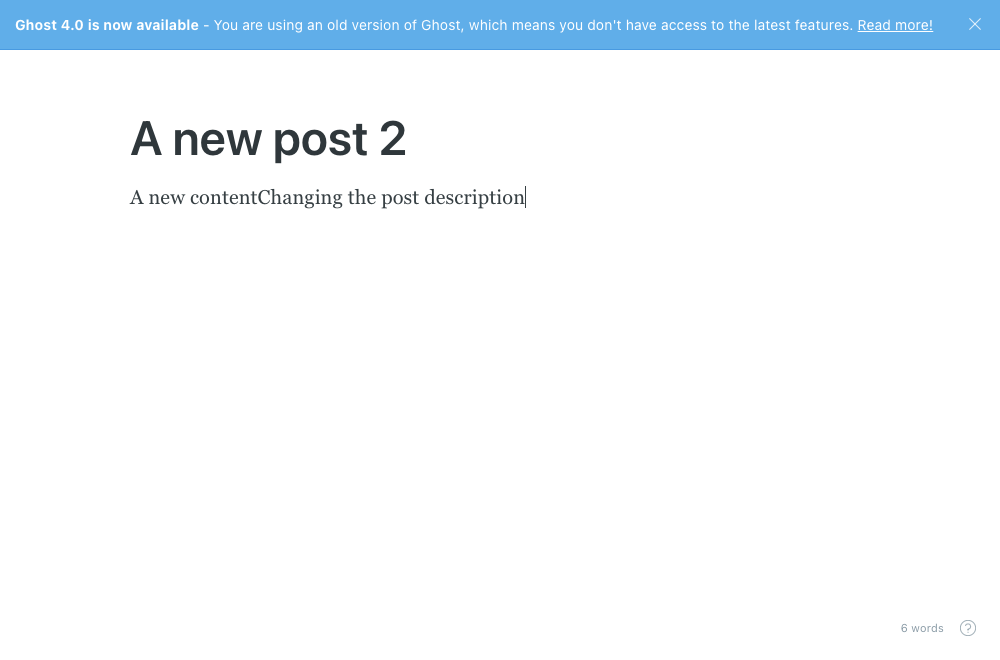 Ghost 4.0 is now available - You are using an old version of Ghost, which means you don't have access to the latest features. Read more!
A new post 2
A new contentChanging the post description
6 words
?